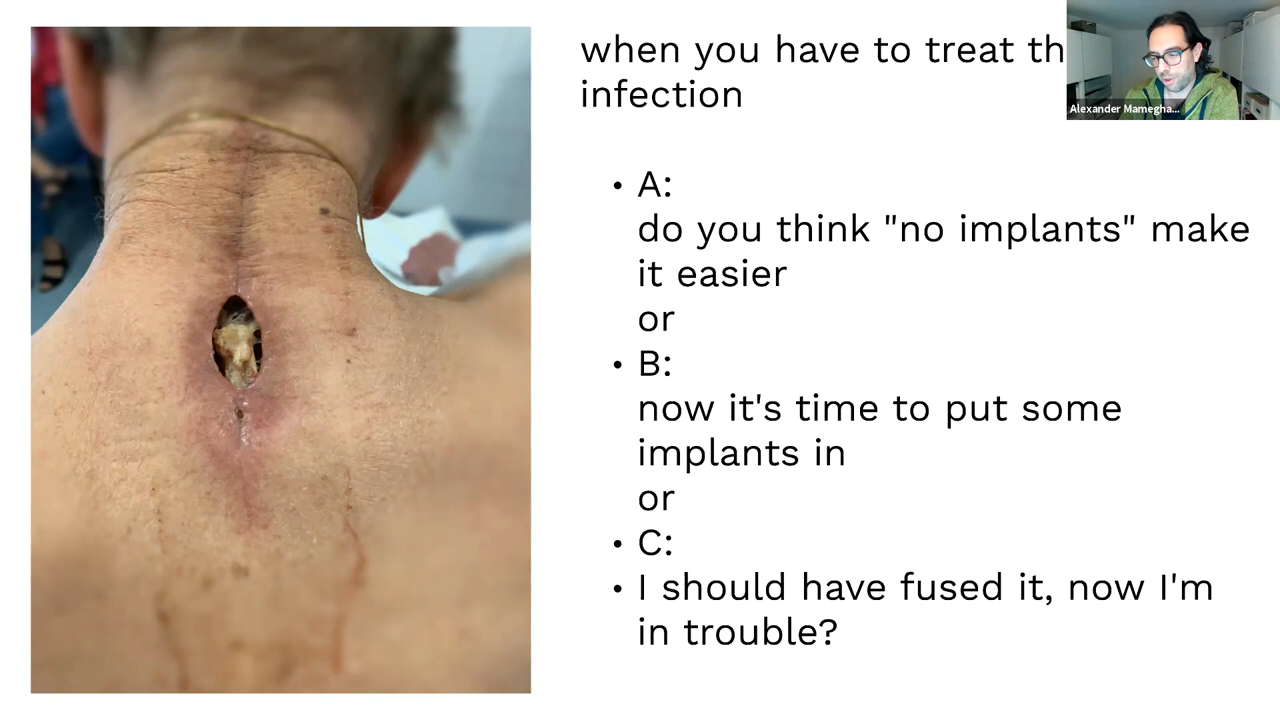 when you have to treat th
infection
Alexander Mamegha...
• A:
do you think "no implants" make
it easier
or
• B:
now it's time to put some
implants in
or
• C:
• I should have fused it, now I'm
in trouble?